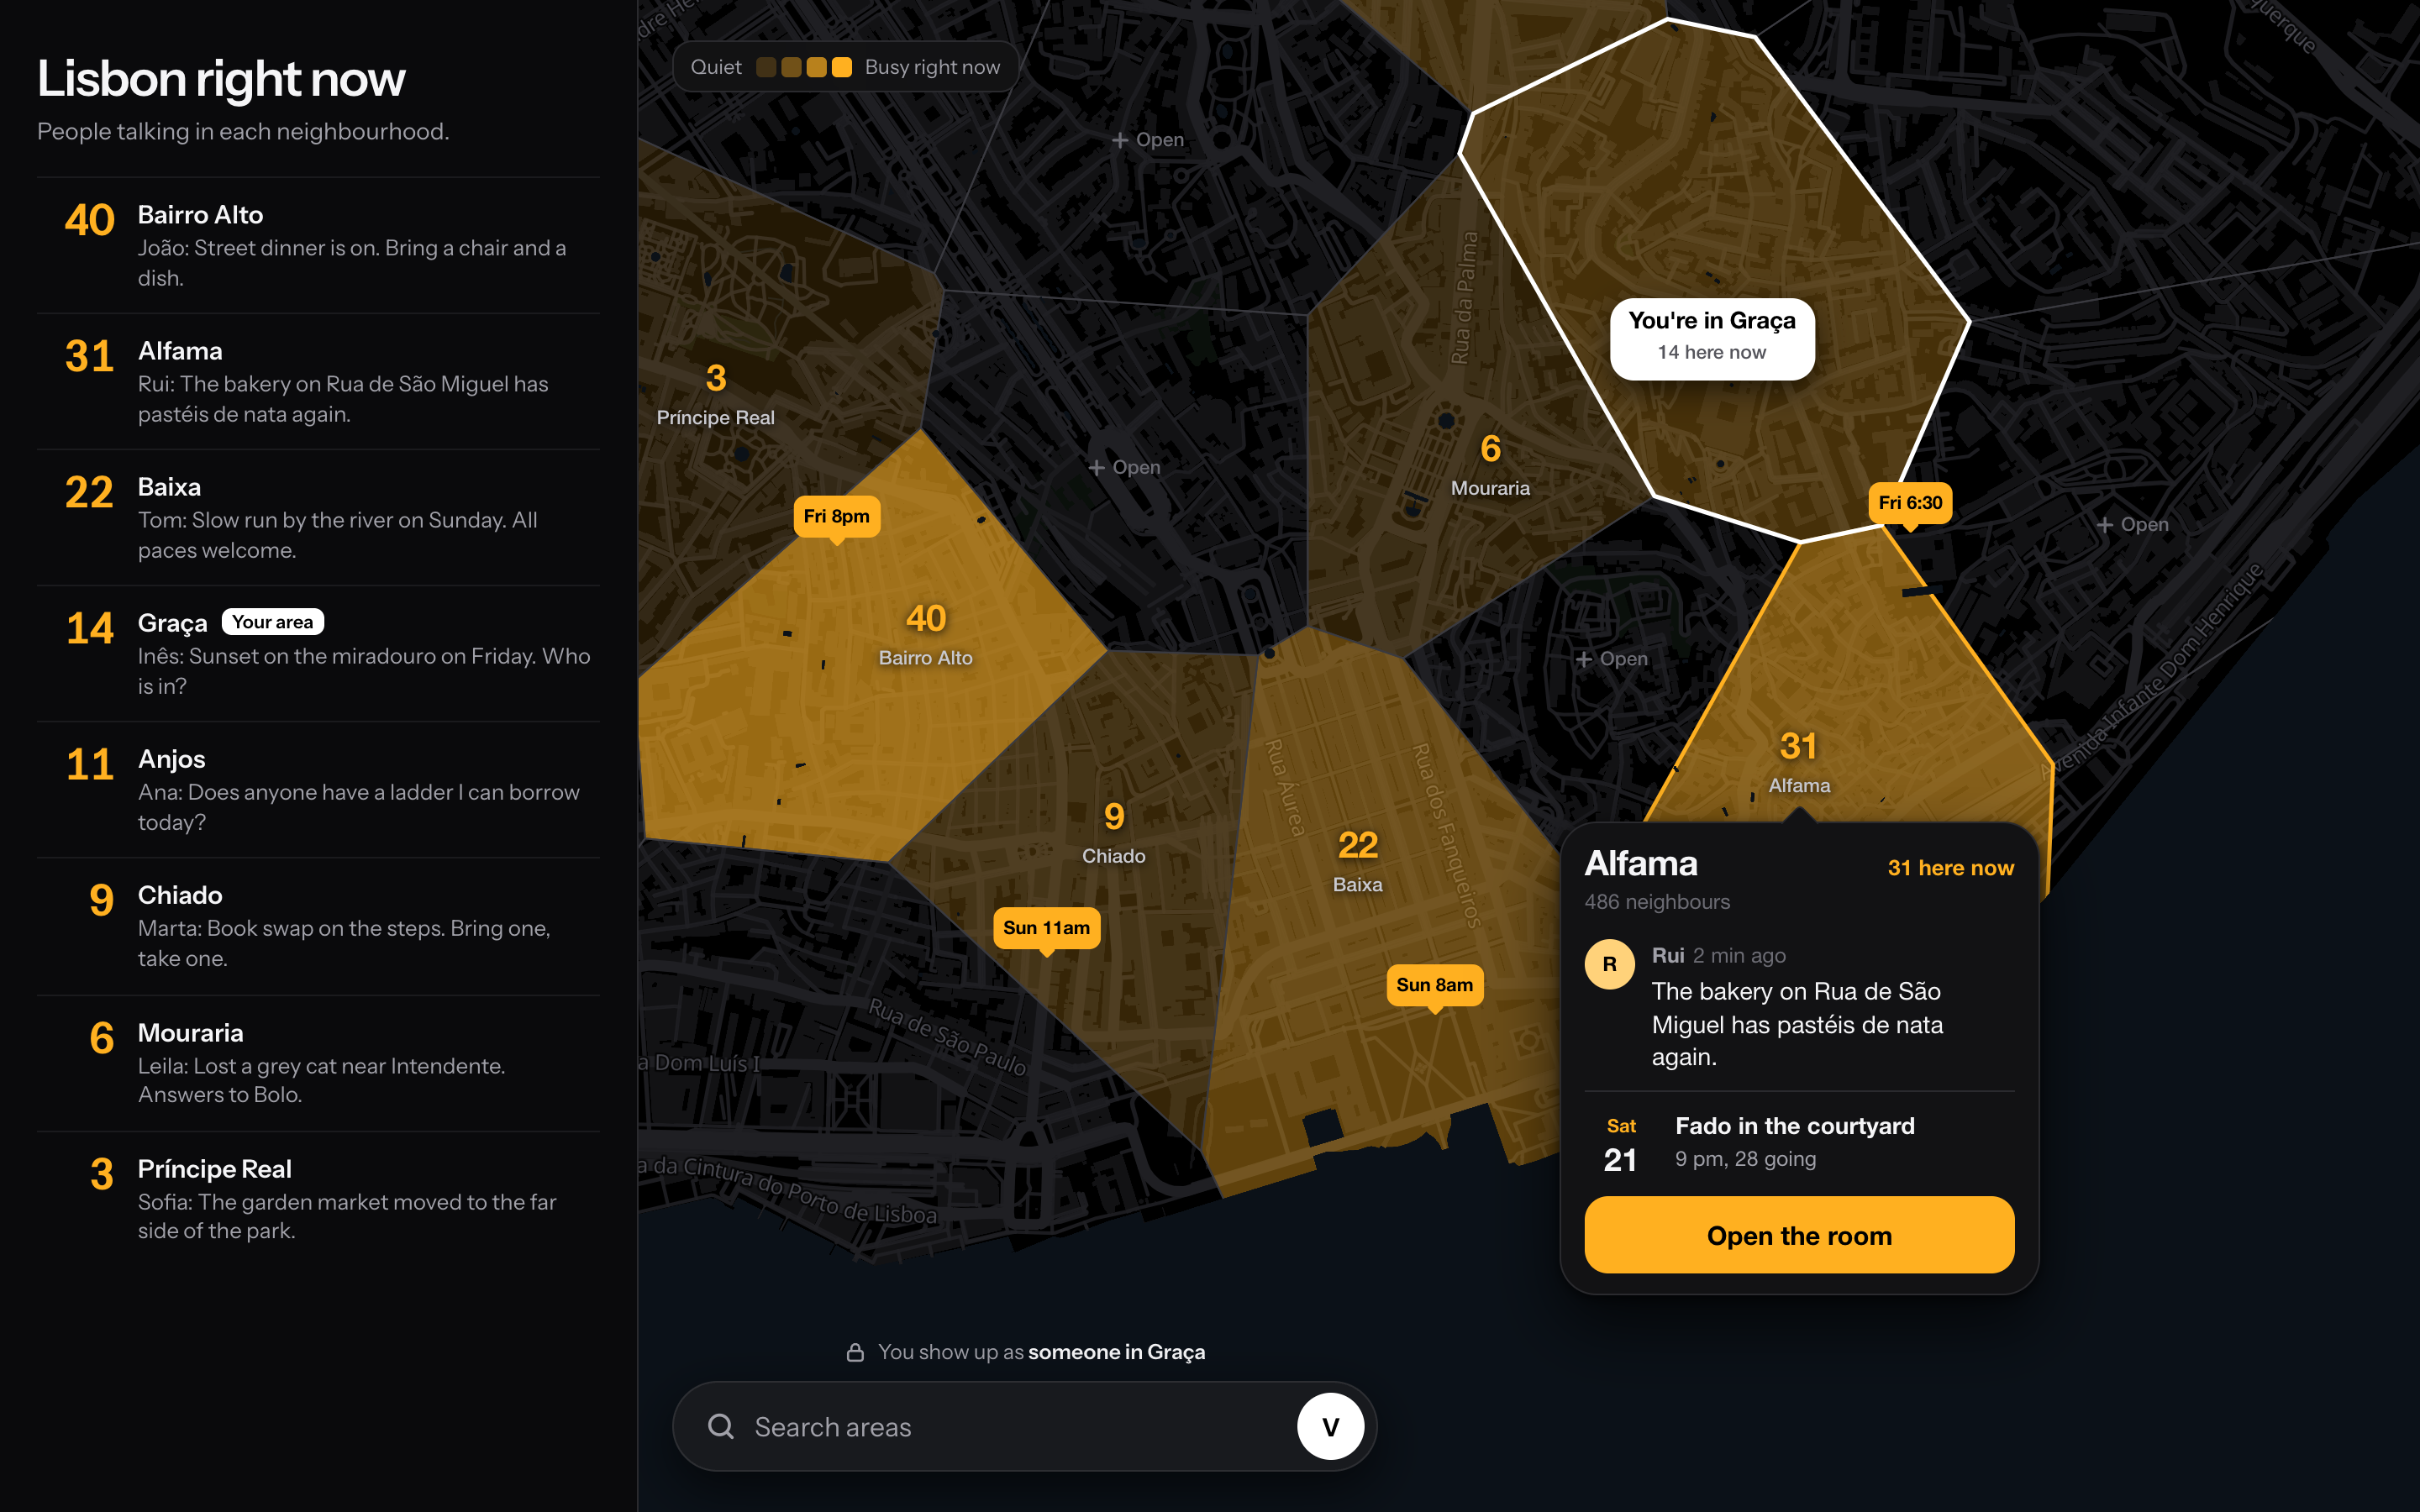 Lisbon right now
People talking in each neighbourhood.
40
Bairro Alto
João: Street dinner is on. Bring a chair and a
dish.
31
Alfama
Rui: The bakery on Rua de São Miguel has
pastéis de nata again.
22
Baixa
Tom: Slow run by the river on Sunday. All
paces welcome.
14
Graça Your area
Inês: Sunset on the miradouro on Friday. Who
is in?
11
Anjos
Ana: Does anyone have a ladder I can borrow
today?
9
Chiado
Marta: Book swap on the steps. Bring one,
take one.
6
Mouraria
Leila: Lost a grey cat near Intendente.
Answers to Bolo.
3
Príncipe Real
Sofia: The garden market moved to the far
side of the park.
Quiet
Busy right now
Open
Rua da Palma
You're in Graça
14 here now
3
Príncipe Real
6
Mouraria
Open
Fri 8pm
Fri 6:30
Open
40
Bairro Alto
Open
Avenida Infante Dom Henrique
31
Alfama
Rua Áurea
Rua dos Fanqueiros
9
Chiado
22
Baixa
Sun 11am
Sun 8am
Rua de São Paulo
a Dom Luís I
a da Cintura do Porto de Lisboa
Alfama
31 here now
486 neighbours
R
Rui 2 min ago
The bakery on Rua de São
Miguel has pastéis de nata
again.
Sat
21
Fado in the courtyard
9 pm, 28 going
Open the room
You show up as someone in Graça
Search areas
V